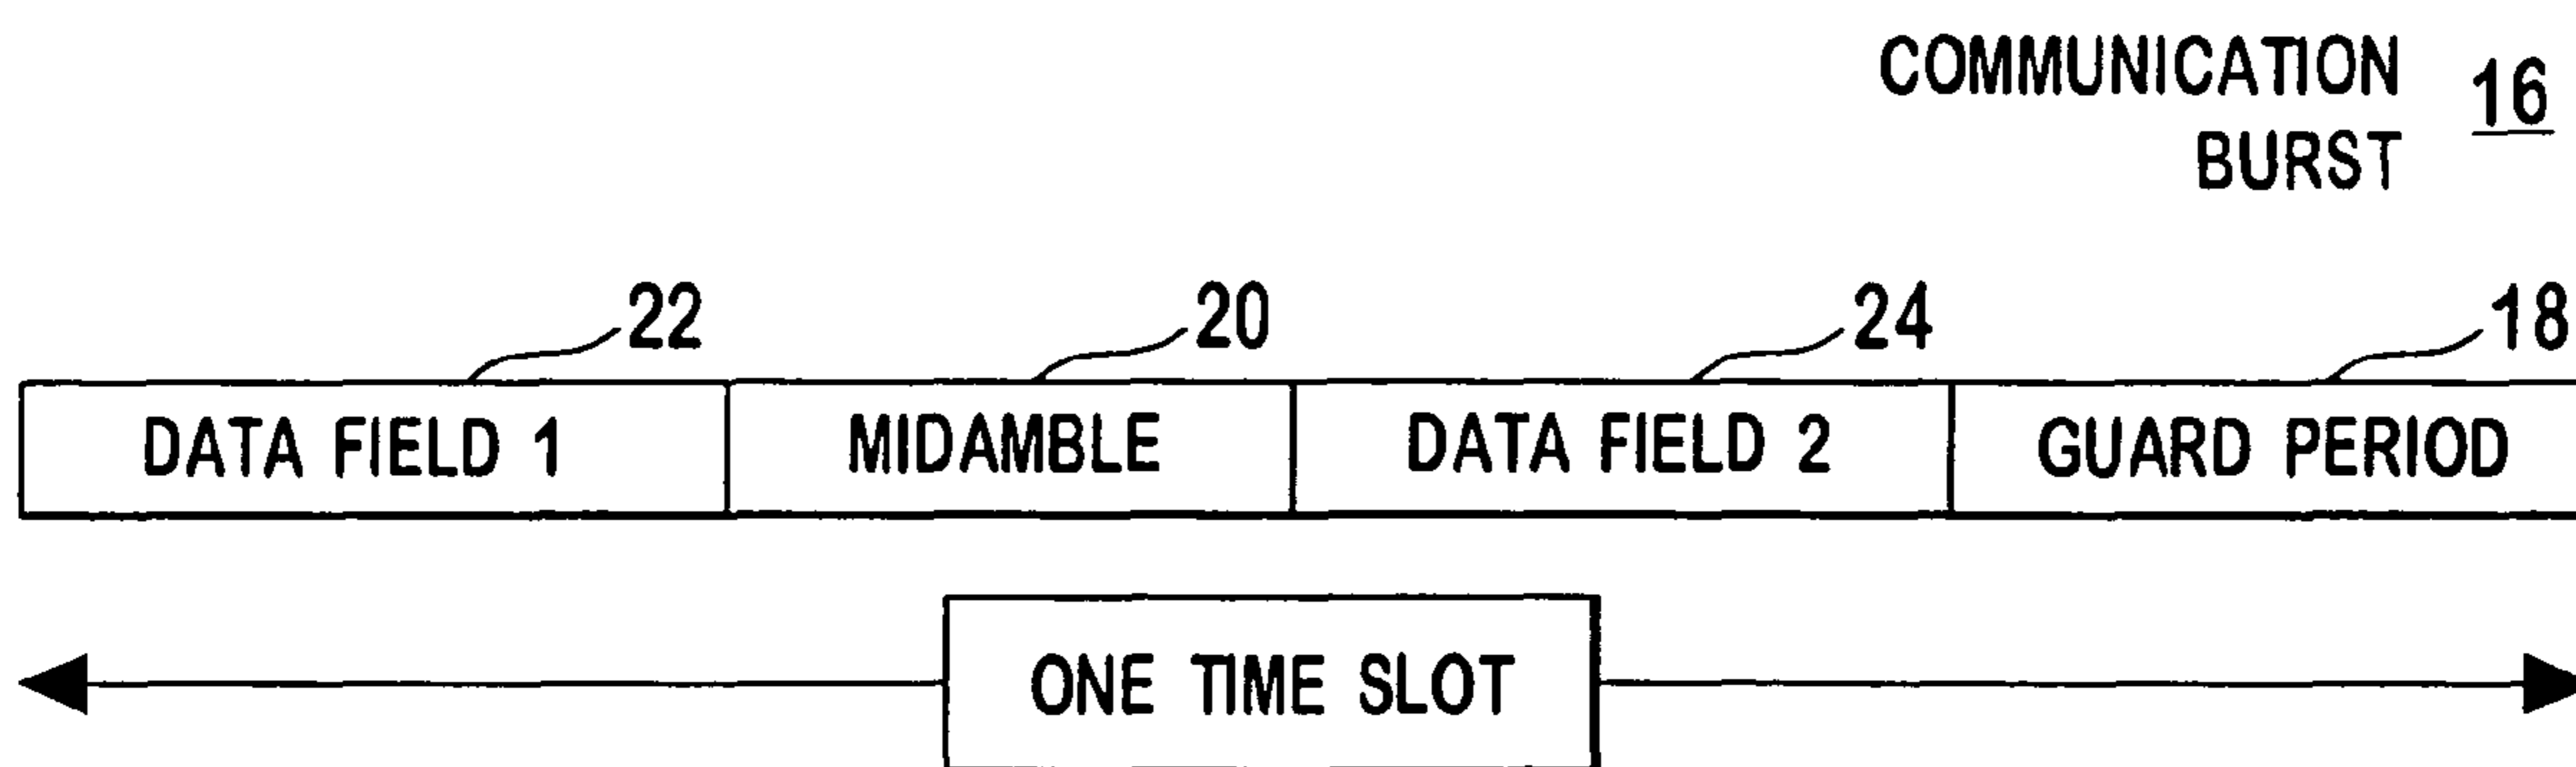 COMMUNICATION
BURST
16
22
20
24
18
DATA FIELD 1
MIDAMBLE
DATA FIELD 2
GUARD PERIOD
ONE TIME SLOT